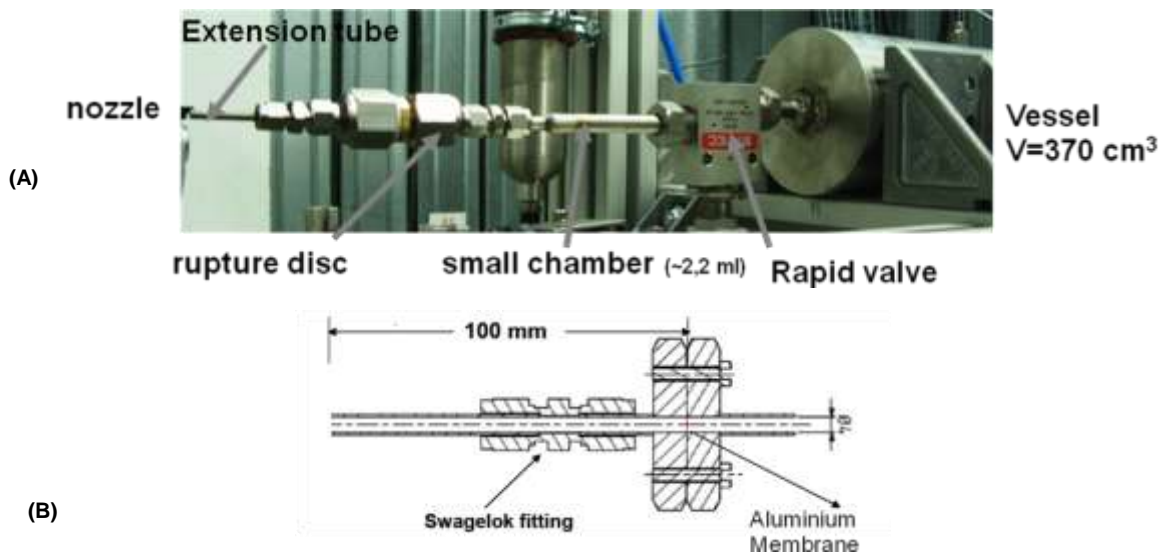 Extension tube
nozzle
Vessel
V=370 cm³
(A)
rupture disc
small chamber (~2,2 ml)
Rapid valve
100 mm
Swagelok fitting
Aluminium
Membrane
(B)